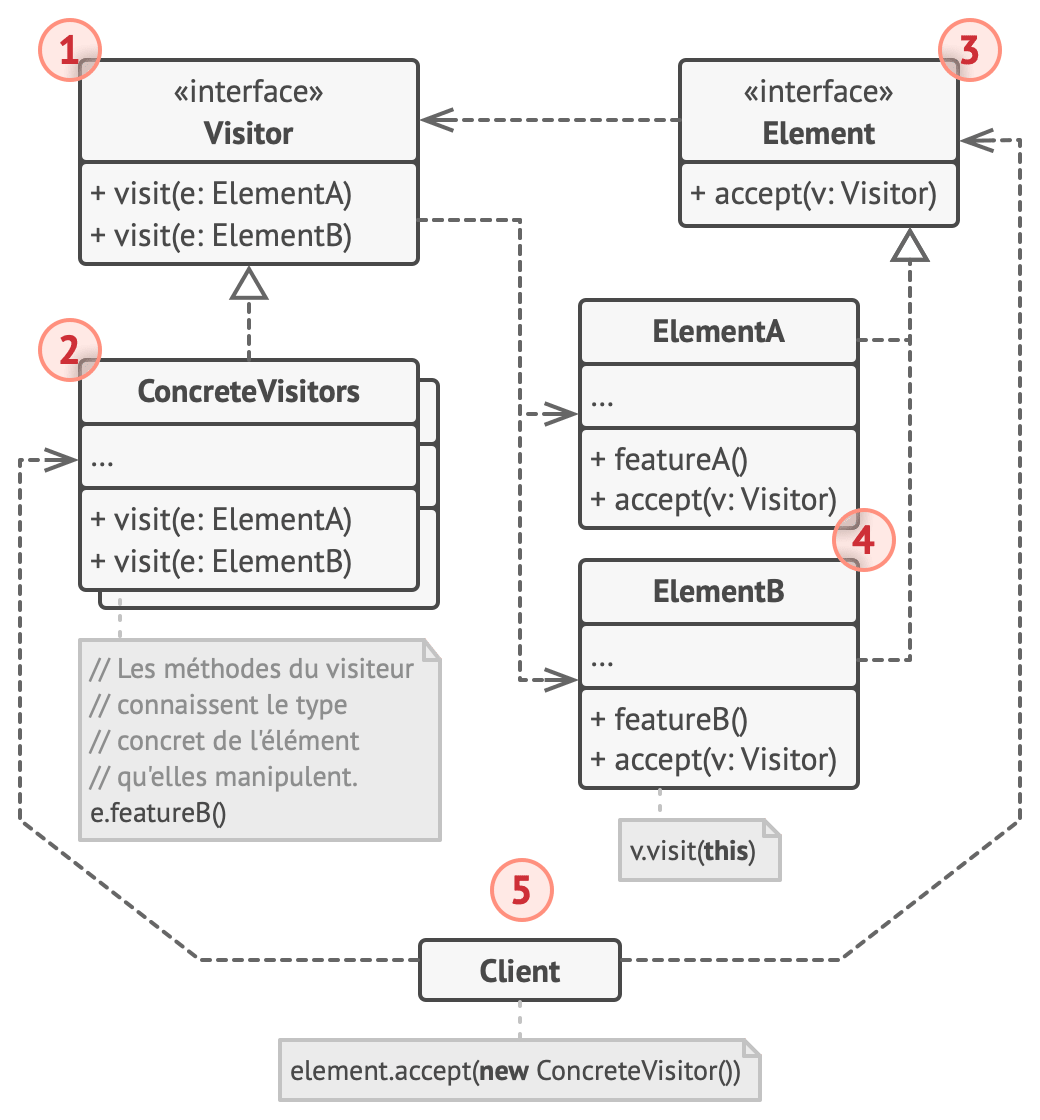 1
«interface»
Visitor
+ visit(e: ElementA)
+ visit(e: ElementB)
3
«interface»
Element
+ accept(v: Visitor)
2
ConcreteVisitors
...
+ visit(e: ElementA)
+ visit(e: ElementB)
// Les méthodes du visiteur
// connaissent le type
// concret de l'élément
// qu'elles manipulent.
e.featureB()
ElementA
...
+ featureA()
+ accept(v: Visitor)
4
ElementB
...
+ featureB()
+ accept(v: Visitor)
v.visit(this)
5
Client
element.accept(new ConcreteVisitor())